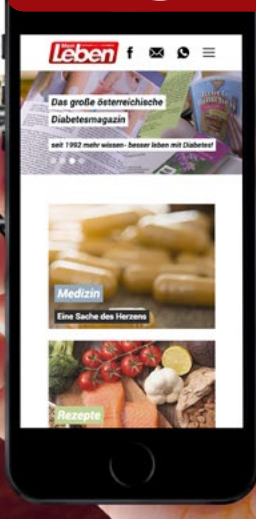 Mein
Leben
Das große österreichische
Diabetesmagazin
seit 1992 mehr wissen- besser leben mit Diabetes!
Medizin
Eine Sache des Herzens
Rezepte